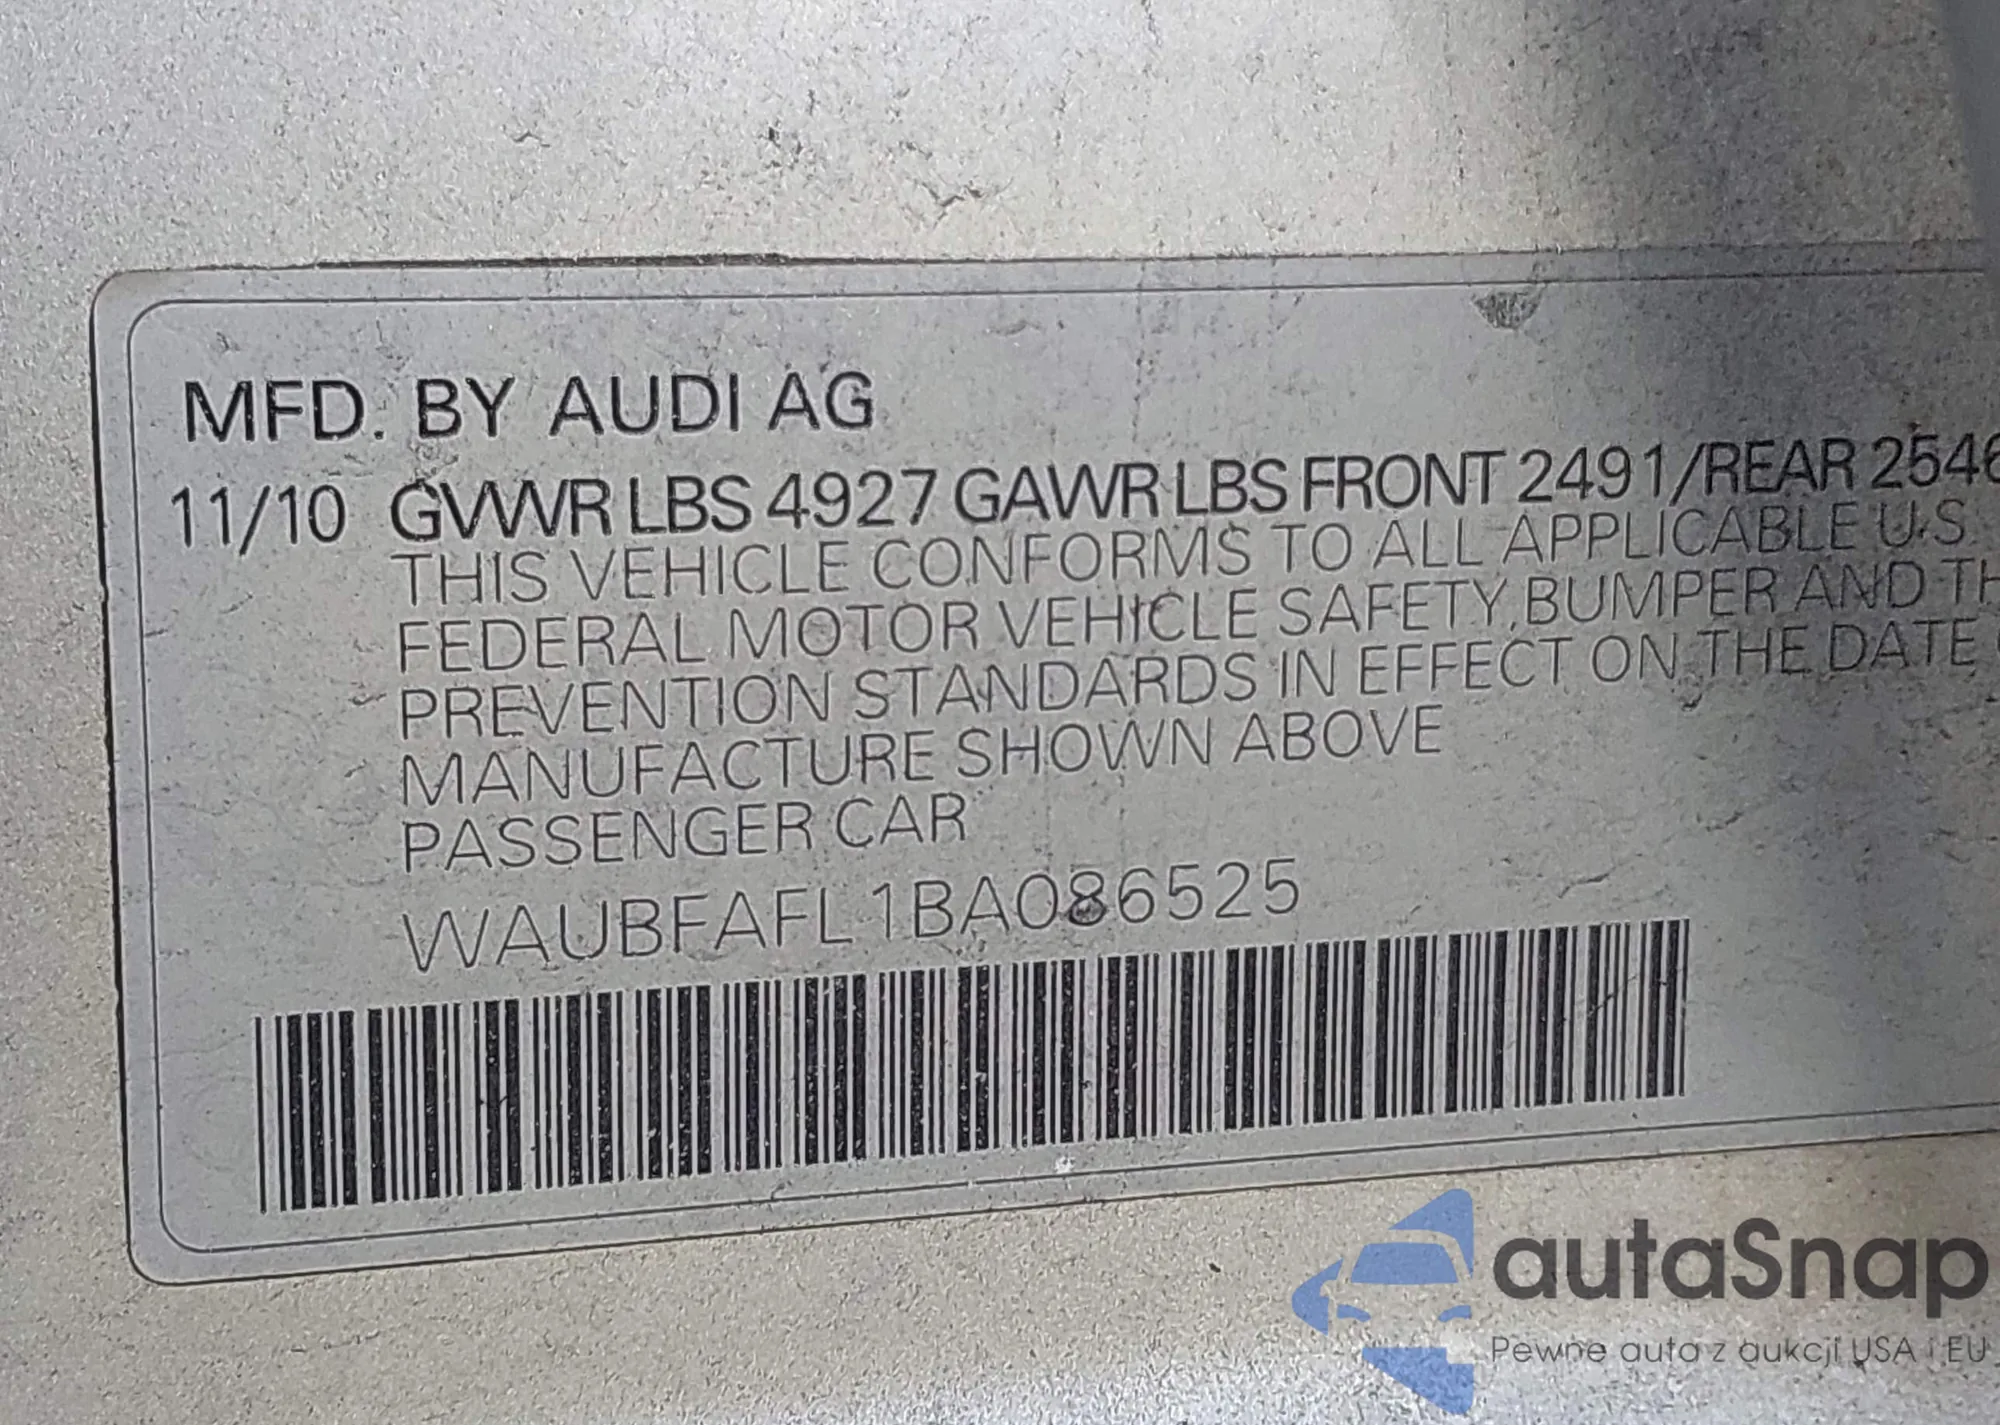 MFD. BY AUDI AG
11/10 GVWR LBS 4927 GAWR LBS FRONT 2491/REAR 2546
THIS VEHICLE CONFORMS TO ALL APPLICABLE U.S.
FEDERAL MOTOR VEHICLE SAFETY, BUMPER AND TH
PREVENTION STANDARDS IN EFFECT ON THE DATE
MANUFACTURE SHOWN ABOVE
PASSENGER CAR
WAUBFAFL1BA086525
autaSnap
Pewne auta z aukcji USA i EU